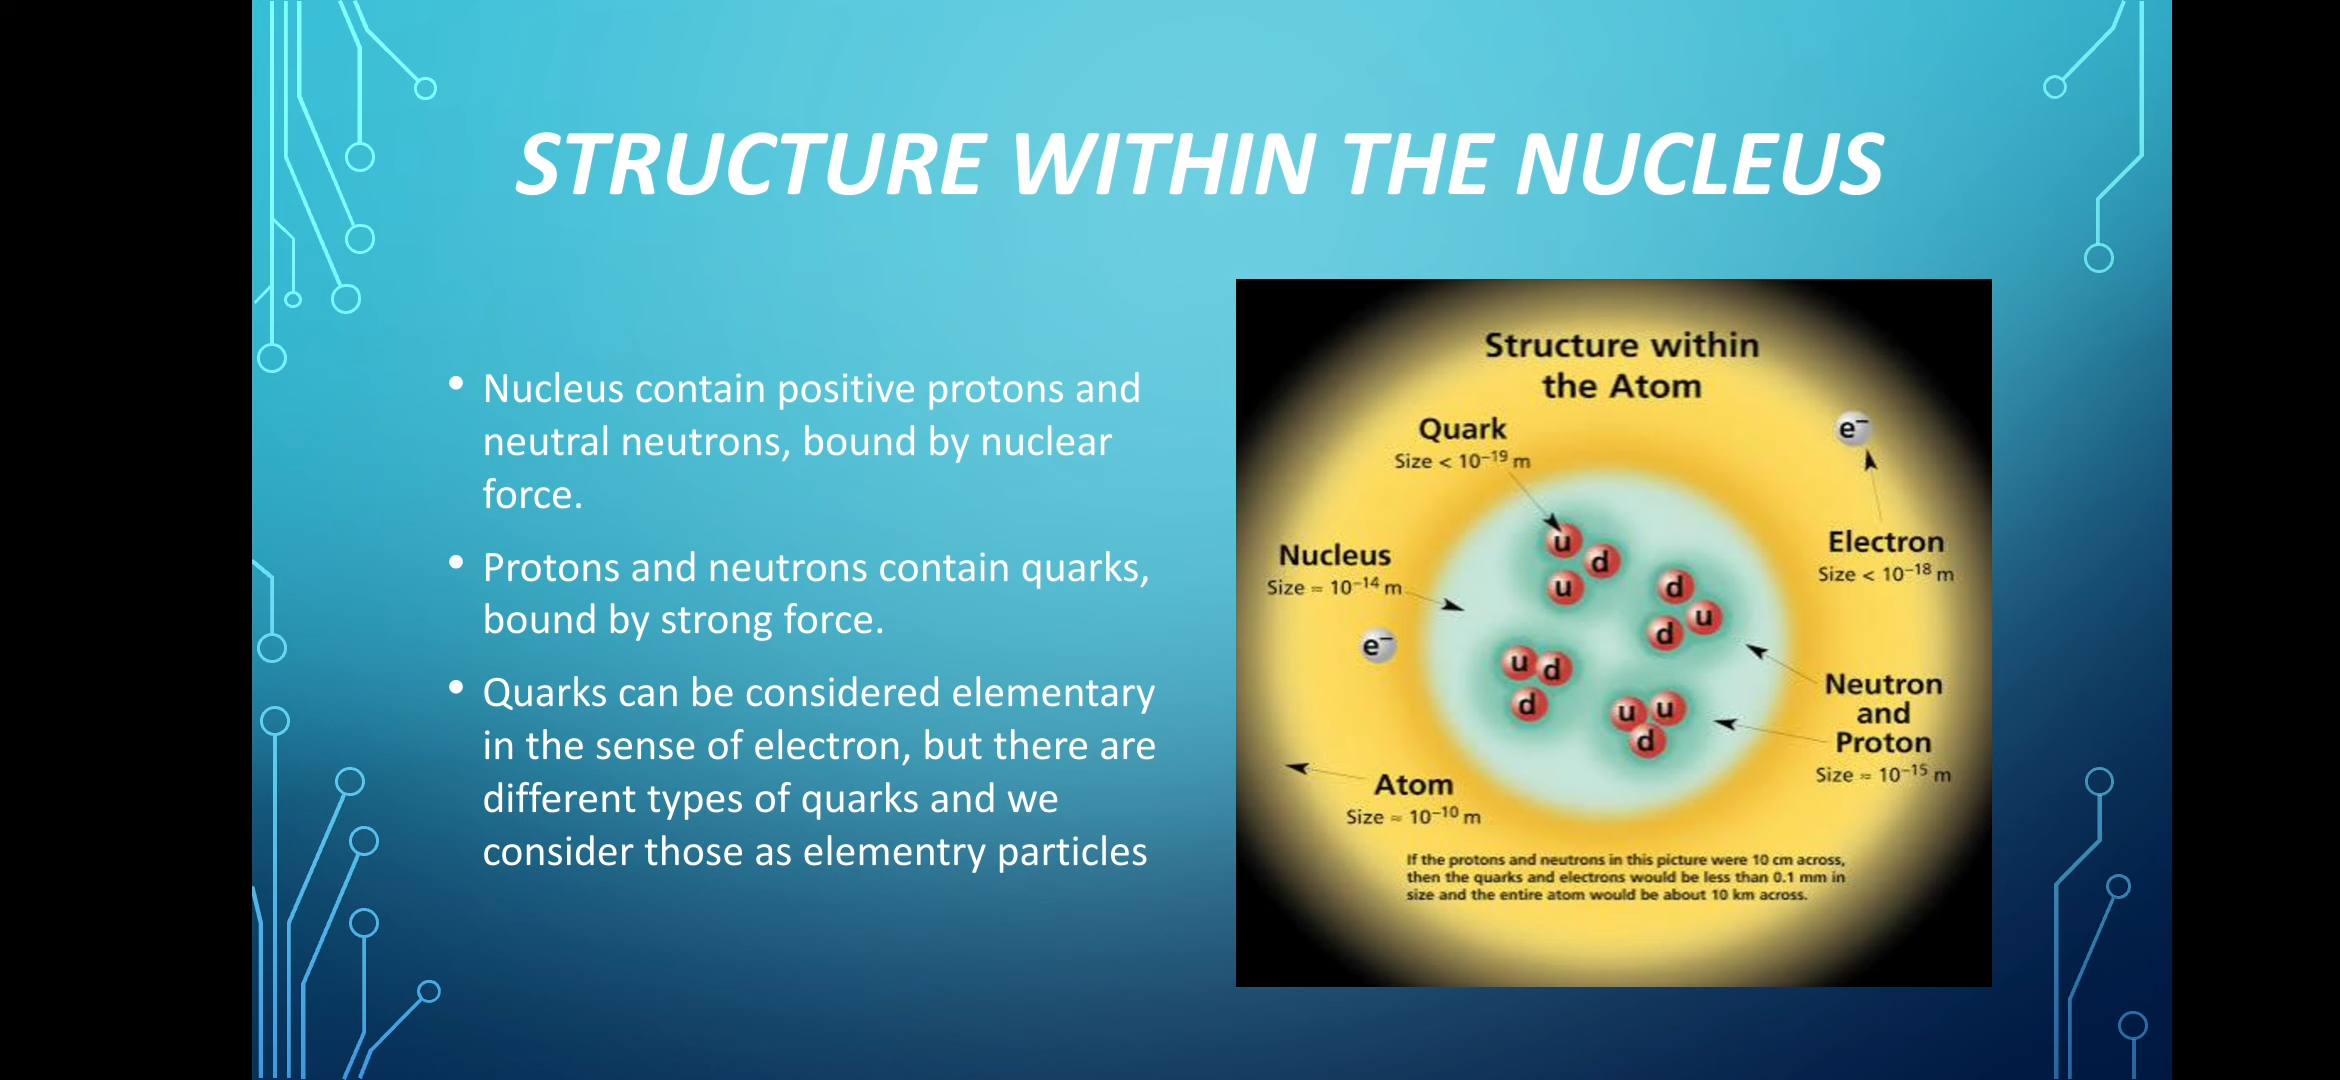 STRUCTURE WITHIN THE NUCLEUS
• Nucleus contain positive protons and
neutral neutrons, bound by nuclear
force.
• Protons and neutrons contain quarks,
bound by strong force.
• Quarks can be considered elementary
in the sense of electron, but there are
different types of quarks and we
consider those as elementry particles
Structure within
the Atom
Quark
Size < 10⁻¹⁹ m
e⁻
Electron
Size < 10⁻¹⁸ m
Nucleus
Size = 10⁻¹⁴ m
e⁻
u
d
u
d
u
d
u d
d
u u
d
Neutron
and
Proton
Size = 10⁻¹⁵ m
Atom
Size ≈ 10⁻¹⁰ m
If the protons and neutrons in this picture were 10 cm across,
then the quarks and electrons would be less than 0.1 mm in
size and the entire atom would be about 10 km across.